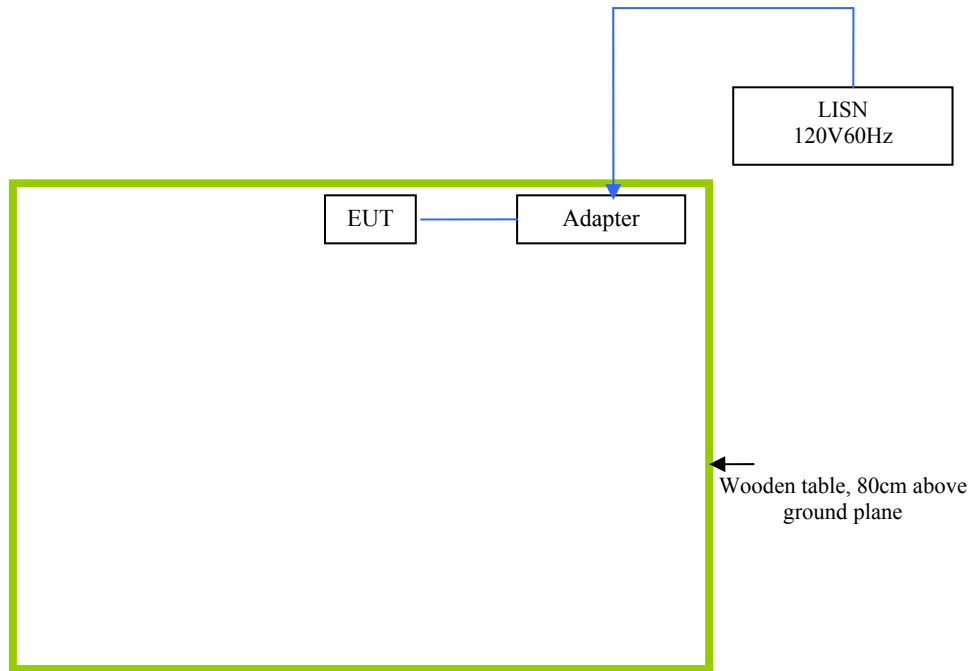 LISN
120V60Hz
EUT
Adapter
Wooden table, 80cm above
ground plane